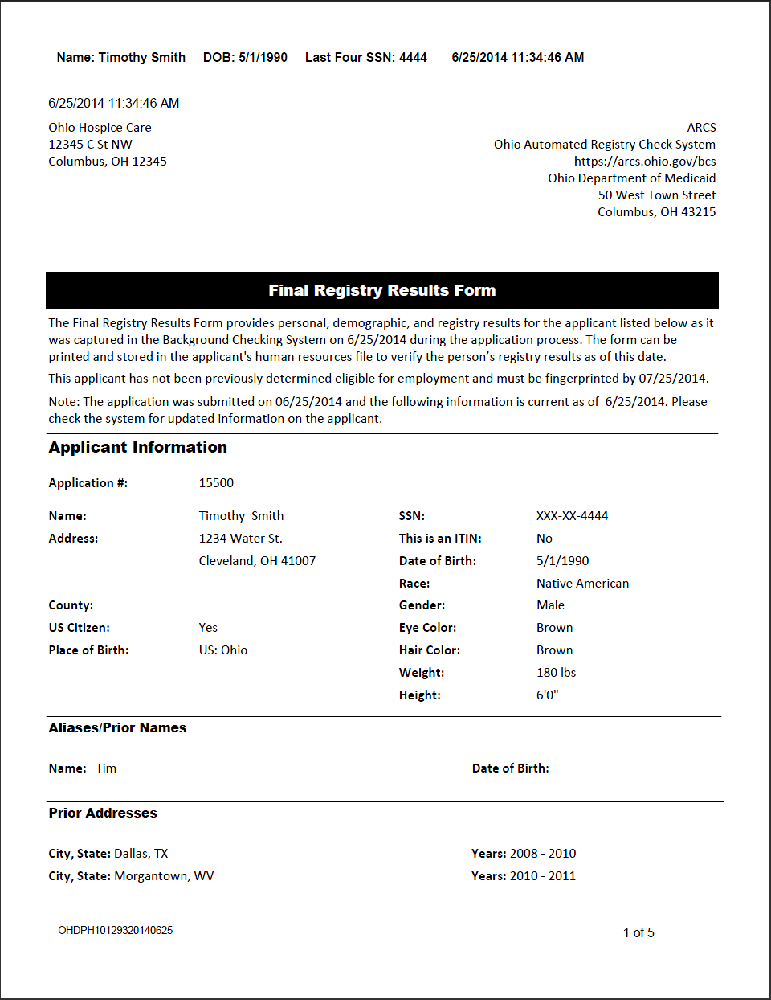 Name: Timothy Smith DOB: 5/1/1990 Last Four SSN: 4444 6/25/2014 11:34:46 AM
6/25/2014 11:34:46 AM
Ohio Hospice Care
12345 C St NW
Columbus, OH 12345
ARCS
Ohio Automated Registry Check System
https://arcs.ohio.gov/bcs
Ohio Department of Medicaid
50 West Town Street
Columbus, OH 43215
Final Registry Results Form
The Final Registry Results Form provides personal, demographic, and registry results for the applicant listed below as it
was captured in the Background Checking System on 6/25/2014 during the application process. The form can be
printed and stored in the applicant's human resources file to verify the person’s registry results as of this date.
This applicant has not been previously determined eligible for employment and must be fingerprinted by 07/25/2014.
Note: The application was submitted on 06/25/2014 and the following information is current as of 6/25/2014. Please
check the system for updated information on the applicant.
Applicant Information
Application #: 15500
Name: Timothy Smith SSN: XXX-XX-4444
Address: 1234 Water St. This is an ITIN: No
Cleveland, OH 41007 Date of Birth: 5/1/1990
Race: Native American
County: Gender: Male
US Citizen: Yes Eye Color: Brown
Place of Birth: US: Ohio Hair Color: Brown
Weight: 180 lbs
Height: 6'0"
Aliases/Prior Names
Name: Tim Date of Birth:
Prior Addresses
City, State: Dallas, TX Years: 2008 - 2010
City, State: Morgantown, WV Years: 2010 - 2011
OHDPH10129320140625 1 of 5